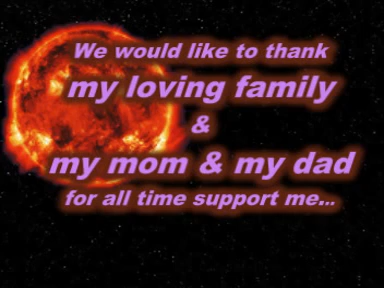 We would like to thank
my loving family
&
my mom & my dad
for all time support me...